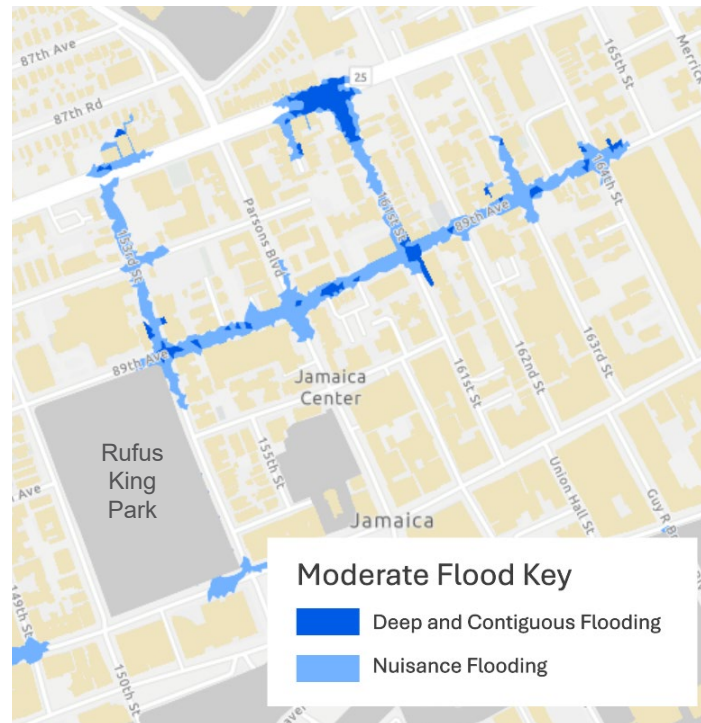 87th Ave
87th Rd
25
165th St
Merrick
153rd St
Parsons Blvd
161st St
89th Ave
164th St
89th Ave
Jamaica
Center
161st St
162nd St
163rd St
Rufus
King
Park
155th St
Ave
Jamaica
Union Hall St
Guy R
149th St
150th St
Moderate Flood Key
Deep and Contiguous Flooding
Nuisance Flooding